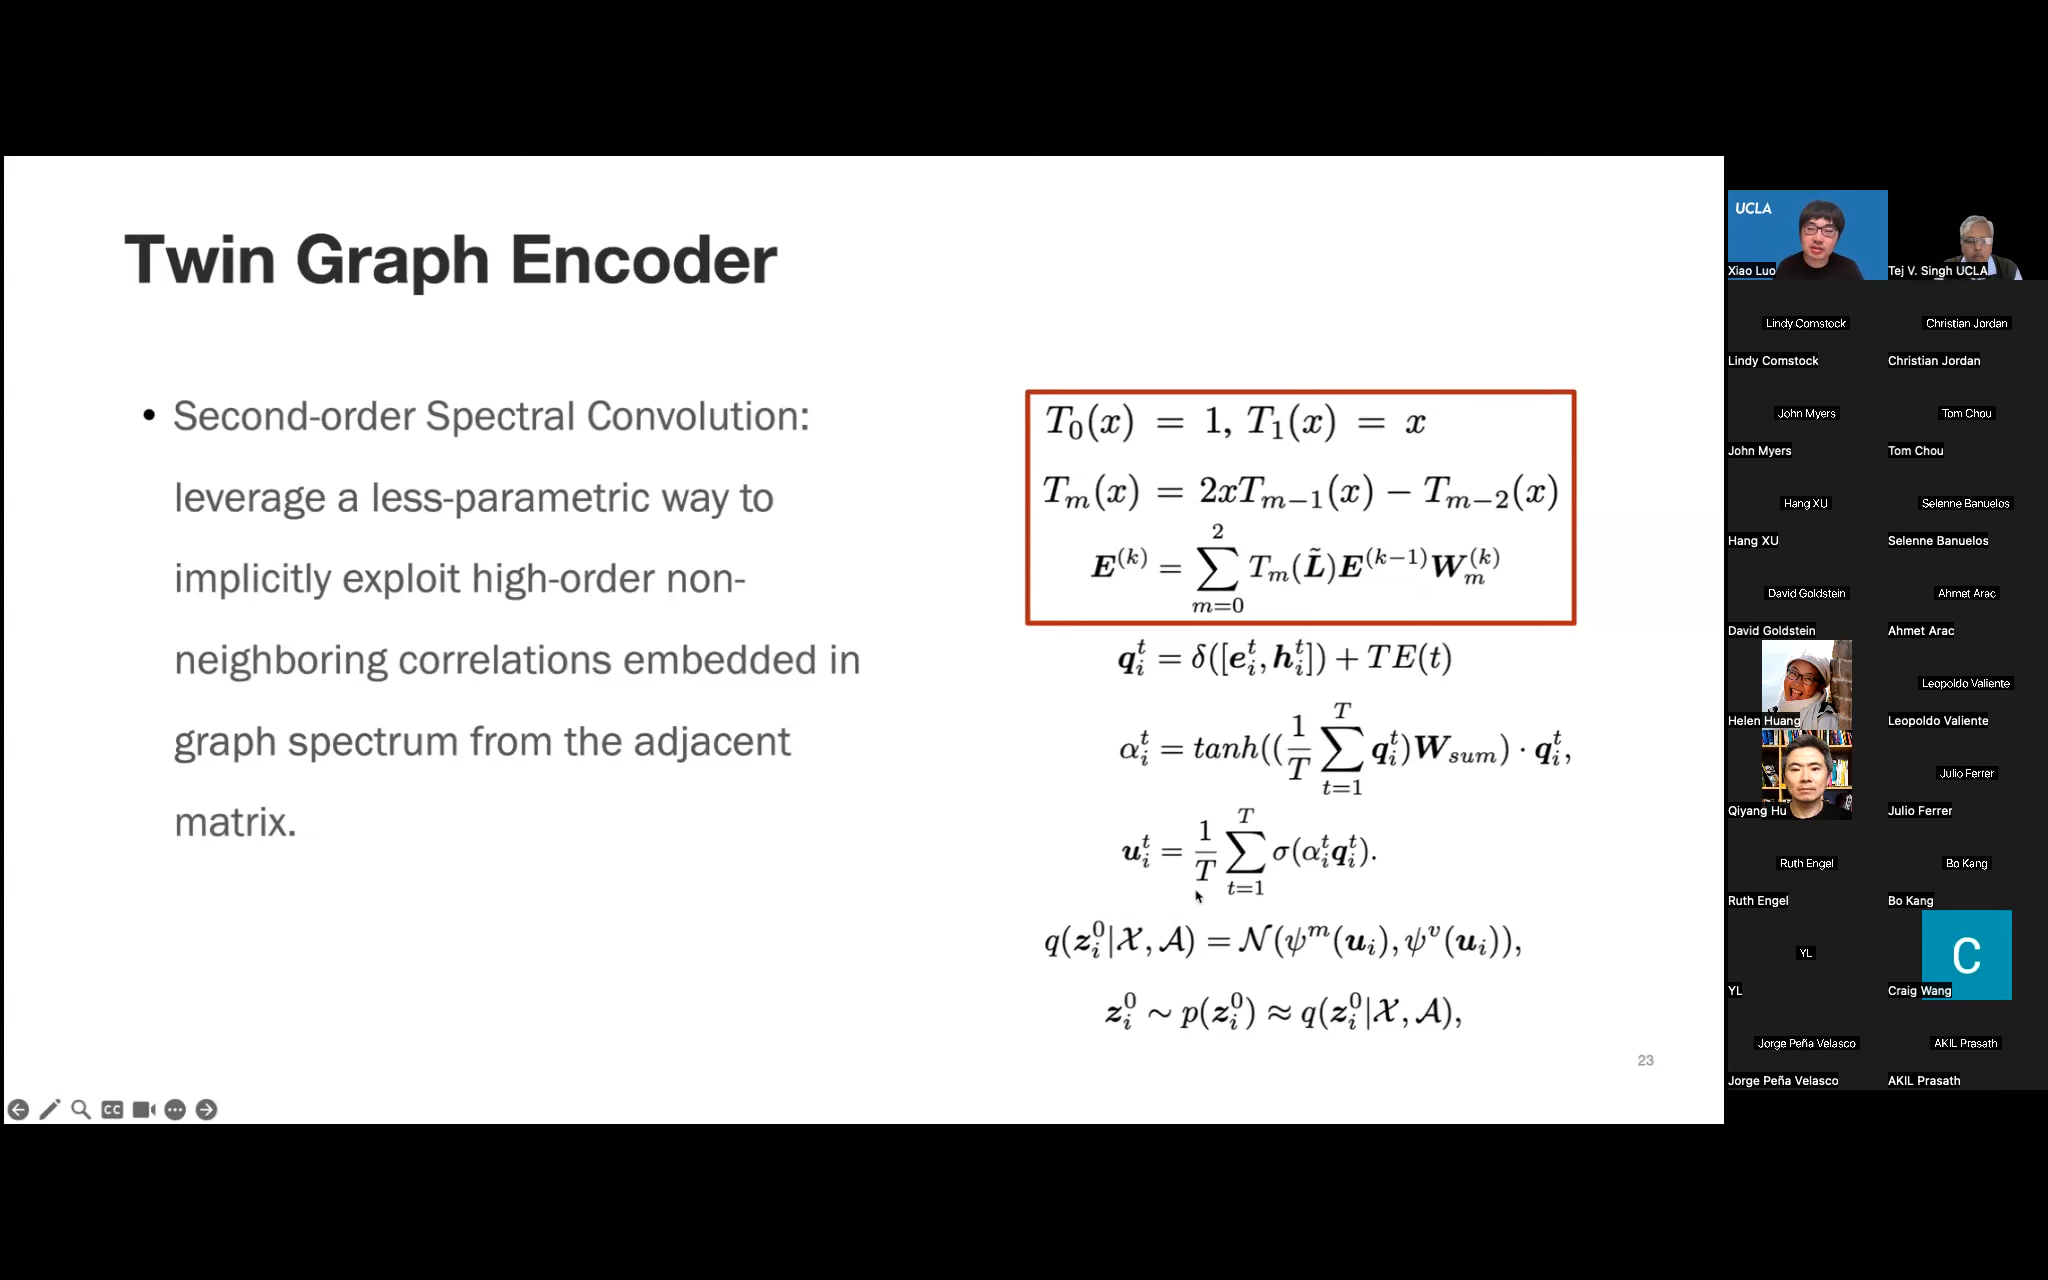 Twin Graph Encoder
• Second-order Spectral Convolution:
leverage a less-parametric way to
implicitly exploit high-order non-
neighboring correlations embedded in
graph spectrum from the adjacent
matrix.
T_0(x) = 1, T_1(x) = x
T_m(x) = 2xT_{m−1}(x) − T_{m−2}(x)
E^{(k)} = \sum_{m=0}^{2} T_m(\tilde{L})E^{(k−1)}W_m^{(k)}
q_i^t = δ([e_i^t, h_i^t]) + TE(t)
α_i^t = tanh((\frac{1}{T} \sum_{t=1}^{T} q_i^t)W_{sum}) · q_i^t,
u_i^t = \frac{1}{T} \sum_{t=1}^{T} σ(α_i^t q_i^t).
q(z_i^0|\mathcal{X}, \mathcal{A}) = \mathcal{N}(ψ^m(u_i), ψ^v(u_i)),
z_i^0 ∼ p(z_i^0) ≈ q(z_i^0|\mathcal{X}, \mathcal{A}),
23
CC
UCLA
Xiao Luo
Tej V. Singh UCLA
Lindy Comstock
Christian Jordan
Lindy Comstock
Christian Jordan
John Myers
Tom Chou
John Myers
Tom Chou
Hang XU
Selenne Banuelos
Hang XU
Selenne Banuelos
David Goldstein
Ahmet Arac
David Goldstein
Ahmet Arac
Leopoldo Valiente
Helen Huang
Leopoldo Valiente
Julio Ferrer
Qiyang Hu
Julio Ferrer
Ruth Engel
Bo Kang
Ruth Engel
Bo Kang
YL
C
YL
Craig Wang
Jorge Peña Velasco
AKIL Prasath
Jorge Peña Velasco
AKIL Prasath